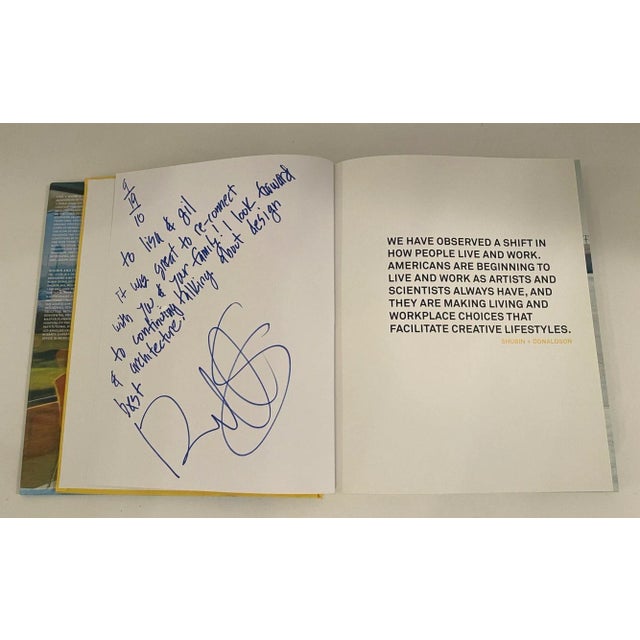 9
19
10
to lisa & gil
it was great to re-connect
with you & your family! I look forward
to continuing talking about design
& architecture!
best
WE HAVE OBSERVED A SHIFT IN
HOW PEOPLE LIVE AND WORK.
AMERICANS ARE BEGINNING TO
LIVE AND WORK AS ARTISTS AND
SCIENTISTS ALWAYS HAVE, AND
THEY ARE MAKING LIVING AND
WORKPLACE CHOICES THAT
FACILITATE CREATIVE LIFESTYLES.
SHUBIN + DONALDSON